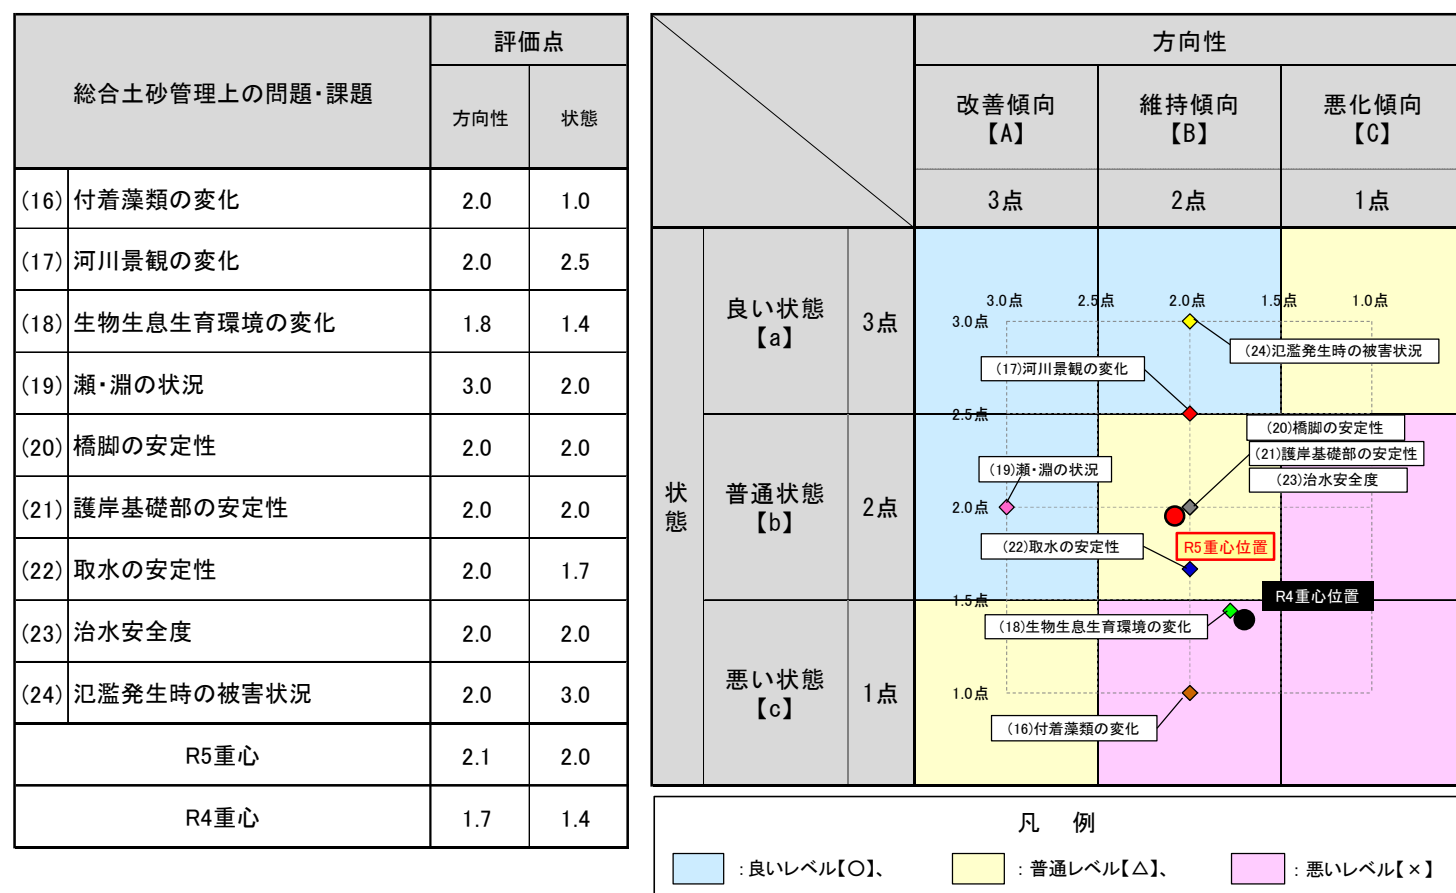 総合土砂管理上の問題・課題
評価点
方向性 状態
(16) 付着藻類の変化 2.0 1.0
(17) 河川景観の変化 2.0 2.5
(18) 生物生息生育環境の変化 1.8 1.4
(19) 瀬・淵の状況 3.0 2.0
(20) 橋脚の安定性 2.0 2.0
(21) 護岸基礎部の安定性 2.0 2.0
(22) 取水の安定性 2.0 1.7
(23) 治水安全度 2.0 2.0
(24) 氾濫発生時の被害状況 2.0 3.0
R5重心 2.1 2.0
R4重心 1.7 1.4
方向性
改善傾向 維持傾向 悪化傾向
【A】 【B】 【C】
3点 2点 1点
状態
良い状態
【a】
3点
普通状態
【b】
2点
悪い状態
【c】
1点
3.0点 2.5点 2.0点 1.5点 1.0点
3.0点
(24)氾濫発生時の被害状況
(17)河川景観の変化
2.5点
(20)橋脚の安定性
(21)護岸基礎部の安定性
(19)瀬・淵の状況
(23)治水安全度
2.0点
(22)取水の安定性
R5重心位置
1.5点
R4重心位置
(18)生物生息生育環境の変化
1.0点
(16)付着藻類の変化
凡 例
：良いレベル【○】、 ：普通レベル【△】、 ：悪いレベル【×】